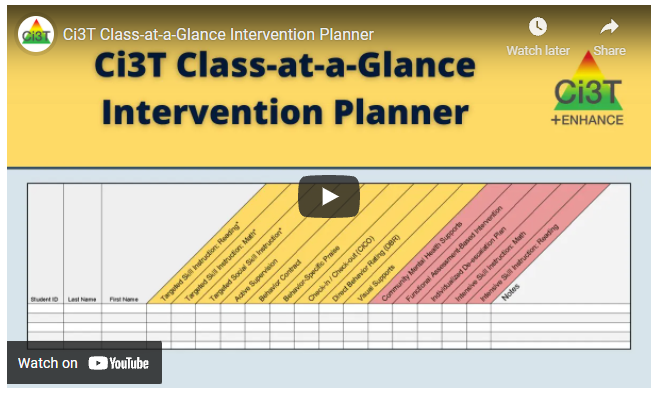 Ci3T
Ci3T Class-at-a-Glance Intervention Planner
Watch later
Share
Ci3T Class-at-a-Glance
Intervention Planner
Ci3T
+ENHANCE
Student ID
Last Name
First Name
Targeted Skill Instruction: Reading*
Targeted Skill Instruction: Math*
Targeted Social Skill Instruction*
Active Supervision
Behavior Contract
Behavior-Specific Praise
Check-In / Check-out (CICO)
Direct Behavior Rating (DBR)
Visual Supports
Community Mental Health Supports
Functional Assessment-Based Intervention
Individualized De-escalation Plan
Intensive Skill Instruction: Math
Intensive Skill Instruction: Reading
Notes
Watch on YouTube